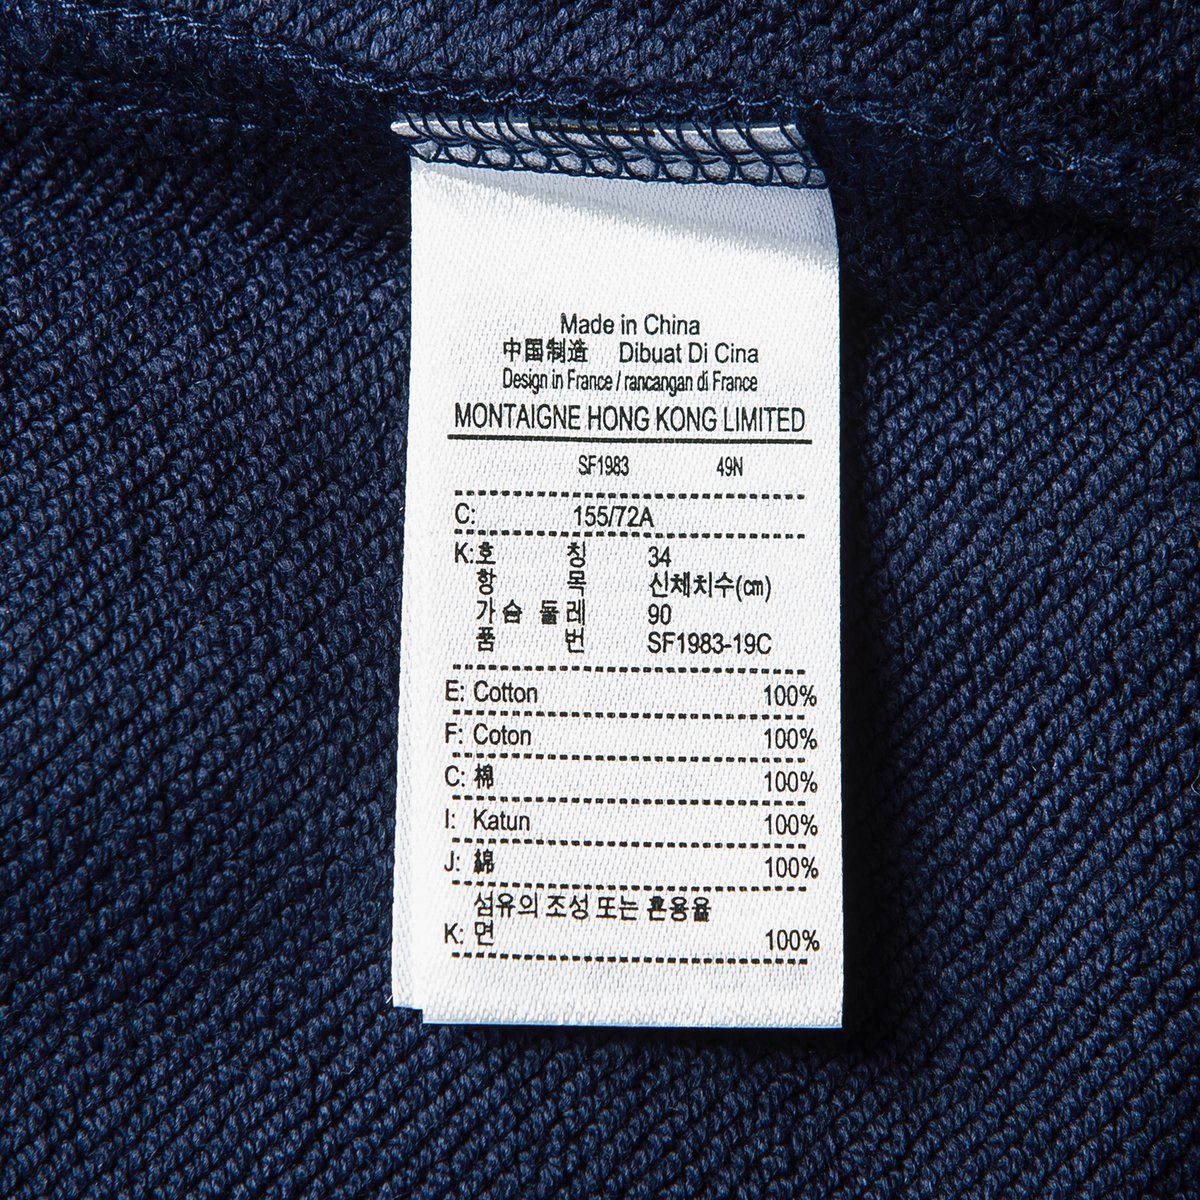 Made in China
中国制造 Dibuat Di Cina
Design in France / rancangan di France
MONTAIGNE HONG KONG LIMITED
SF1983 49N
C: 155/72A
K:호 칭 34
항 목 신체치수(㎝)
가슴 둘레 90
품 번 SF1983-19C
E: Cotton 100%
F: Coton 100%
C: 棉 100%
I: Katun 100%
J: 綿 100%
섬유의 조성 또는 혼용율
K: 면 100%